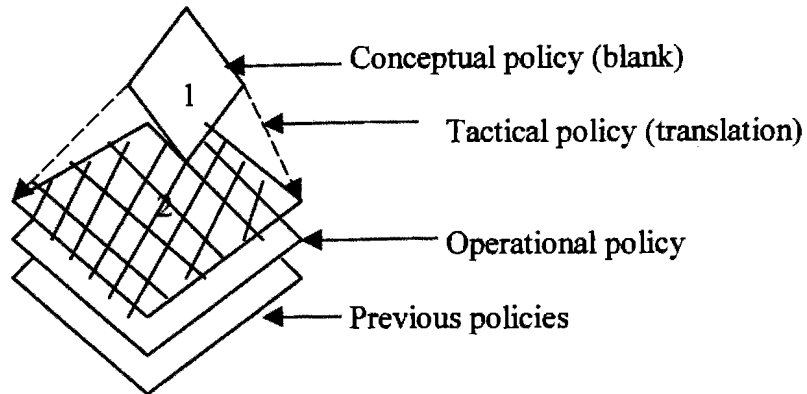 Conceptual policy (blank)
1
Tactical policy (translation)
2
Operational policy
Previous policies